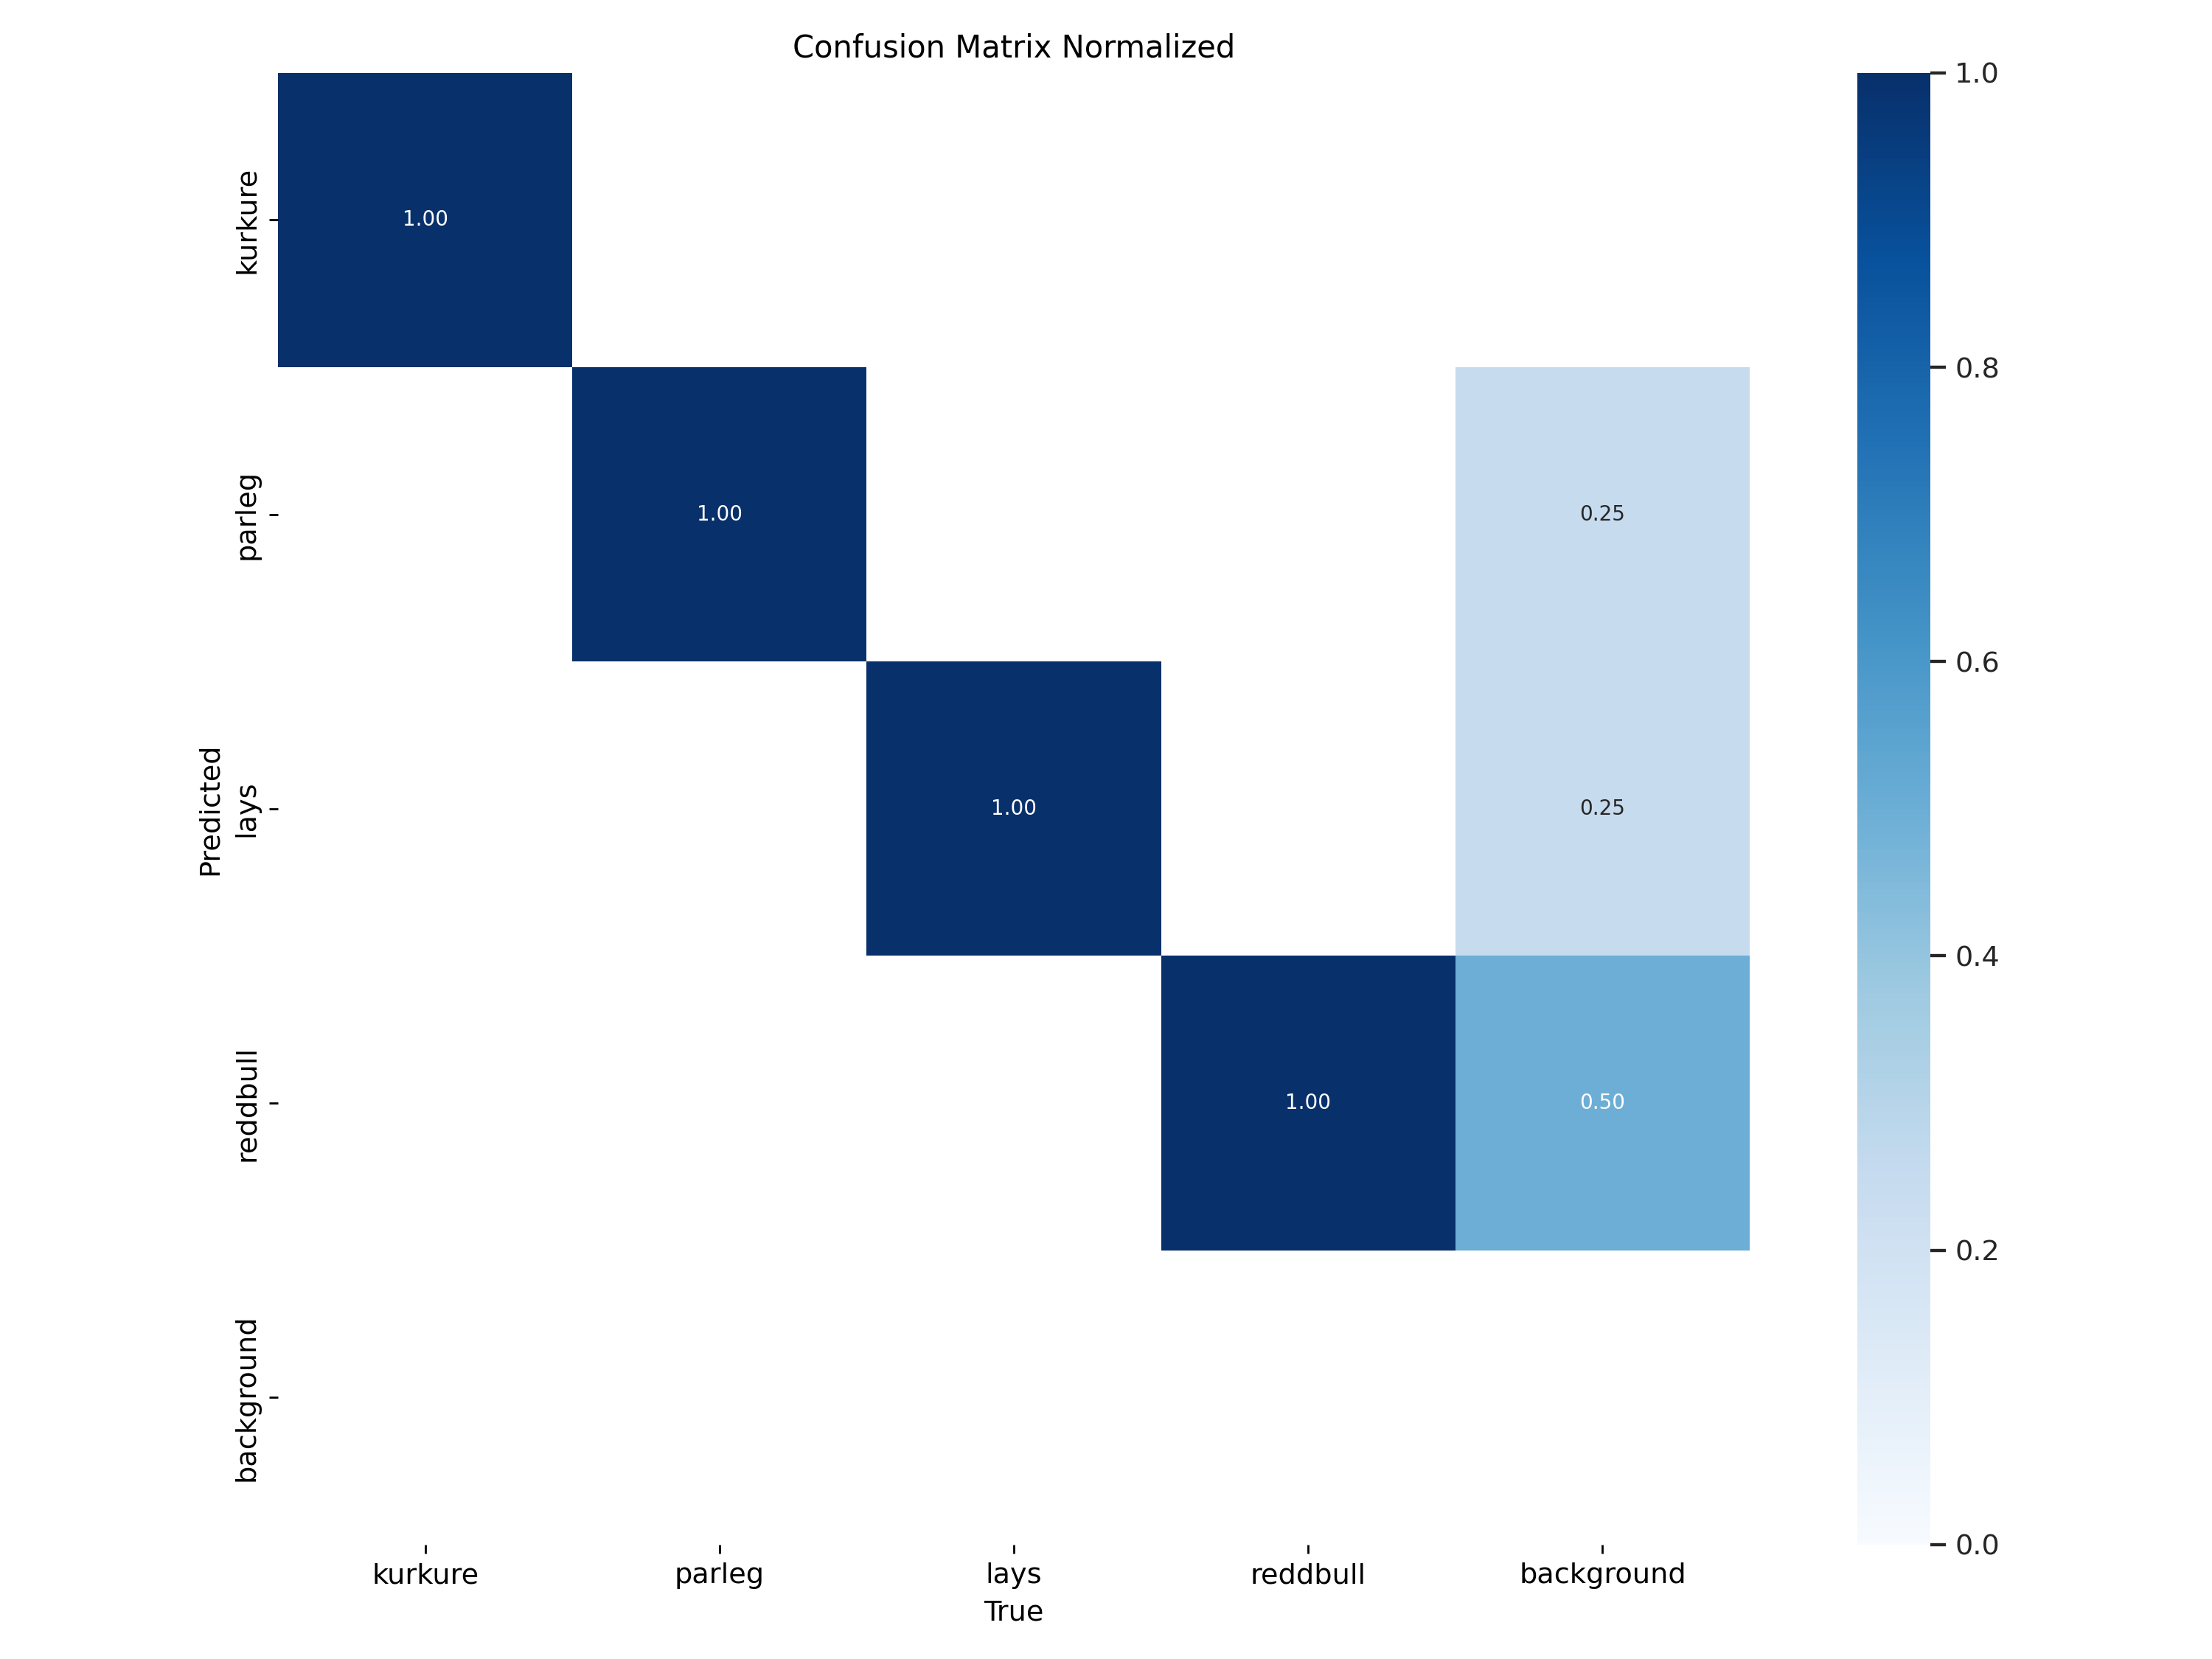 Confusion Matrix Normalized
1.0
kurkure
1.00
0.8
parleg
1.00
0.25
0.6
Predicted
lays
1.00
0.25
0.4
reddbull
1.00
0.50
0.2
background
0.0
kurkure parleg lays reddbull background
True